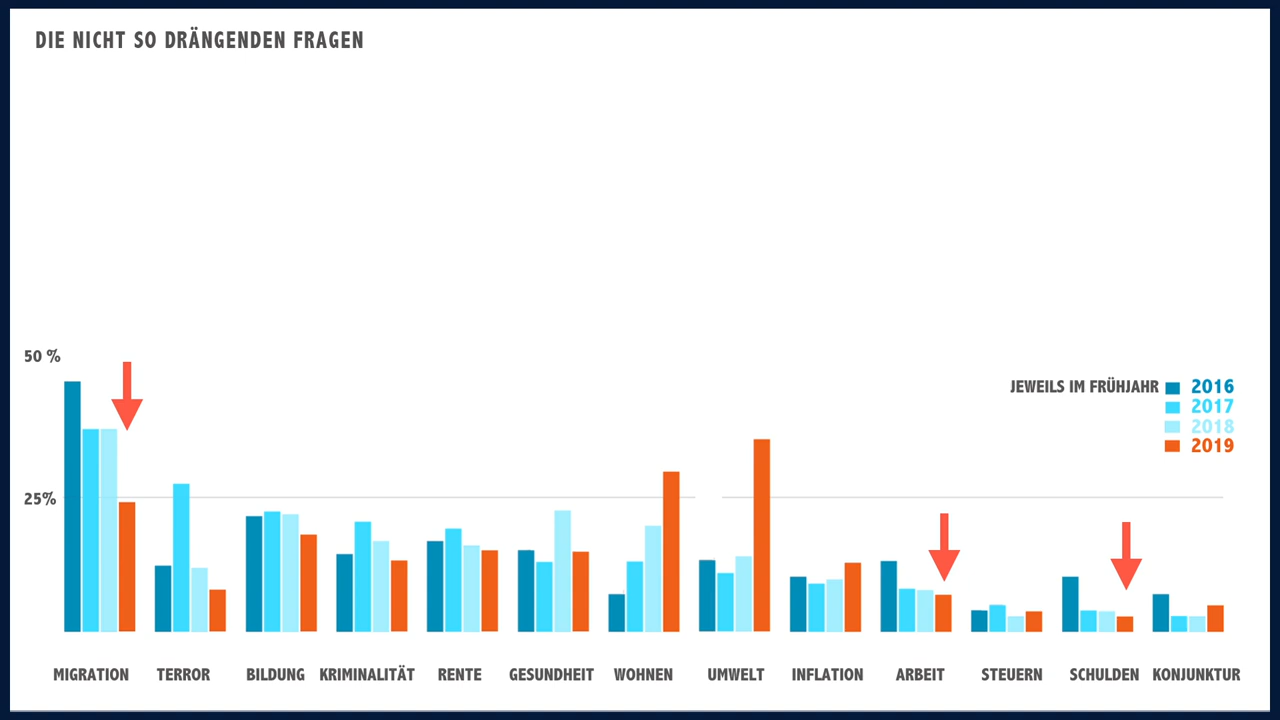 DIE NICHT SO DRÄNGENDEN FRAGEN
50 %
JEWEILS IM FRÜHJAHR 2016
2017
2018
2019
25%
MIGRATION TERROR BILDUNG KRIMINALITÄT RENTE GESUNDHEIT WOHNEN UMWELT INFLATION ARBEIT STEUERN SCHULDEN KONJUNKTUR